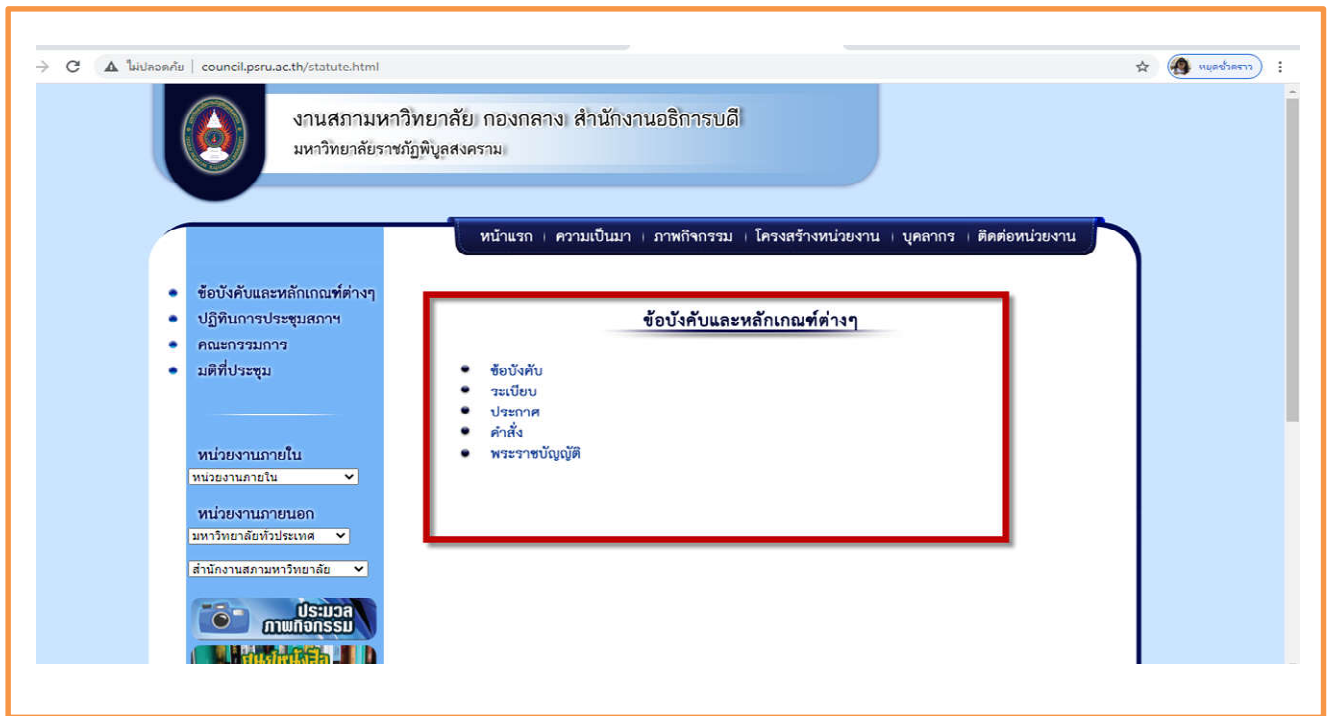 ไม่ปลอดภัย | council.psru.ac.th/statute.html
หยุดชั่วคราว
งานสภามหาวิทยาลัย กองกลาง สำนักงานอธิการบดี
มหาวิทยาลัยราชภัฏพิบูลสงคราม
หน้าแรก | ความเป็นมา | ภาพกิจกรรม | โครงสร้างหน่วยงาน | บุคลากร | ติดต่อหน่วยงาน
ข้อบังคับและหลักเกณฑ์ต่างๆ
ปฏิทินการประชุมสภาฯ
คณะกรรมการ
มติที่ประชุม
หน่วยงานภายใน
หน่วยงานภายใน
หน่วยงานภายนอก
มหาวิทยาลัยทั่วประเทศ
สำนักงานสภามหาวิทยาลัย
ประมวล
ภาพกิจกรรม
ศูนย์หนังสือ
ข้อบังคับและหลักเกณฑ์ต่างๆ
ข้อบังคับ
ระเบียบ
ประกาศ
คำสั่ง
พระราชบัญญัติ